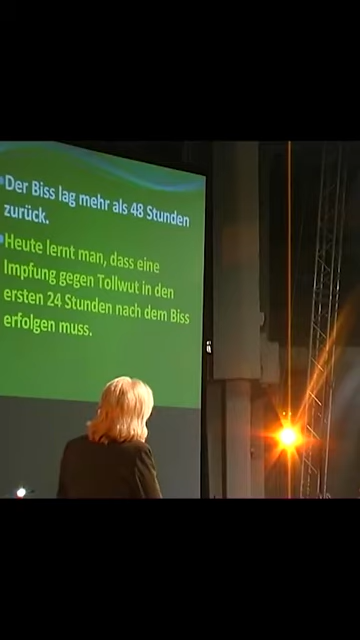 Der Biss lag mehr als 48 Stunden
zurück.
Heute lernt man, dass eine
Impfung gegen Tollwut in den
ersten 24 Stunden nach dem Biss
erfolgen muss.